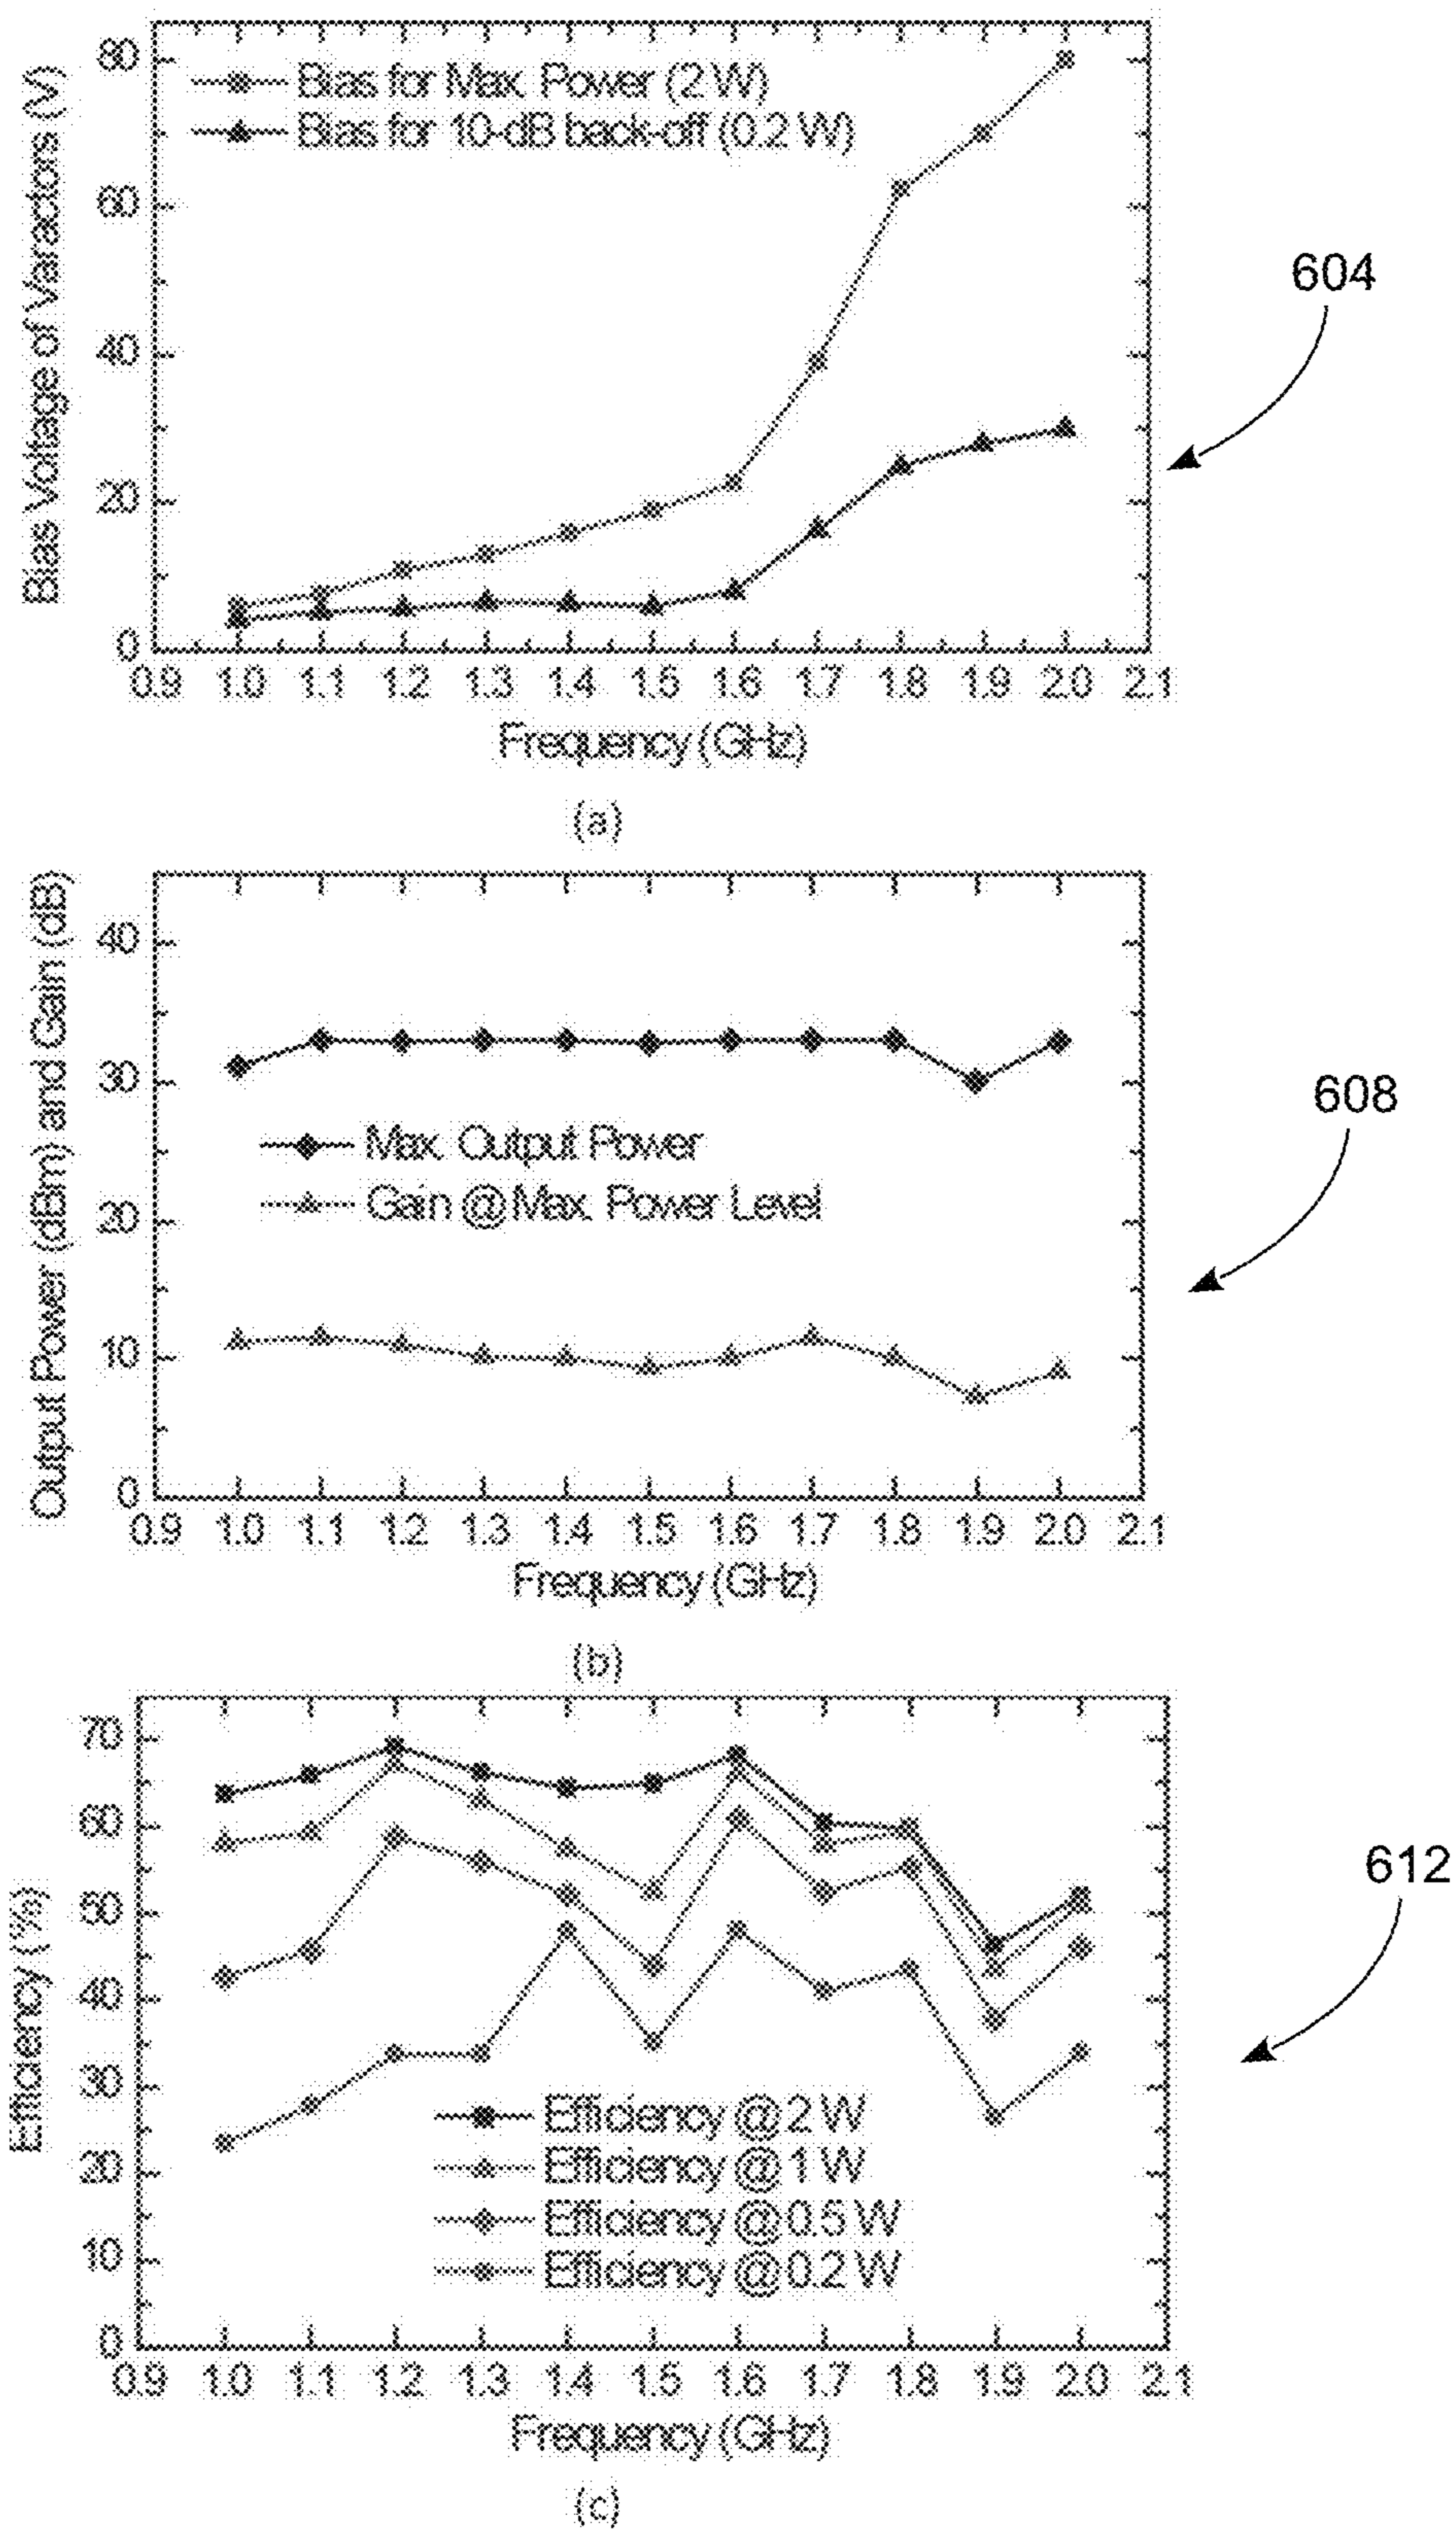 80
60
40
20
0
Bias Voltage of Varactors (V)
Bias for Max. Power (2 W)
Bias for 10-dB back-off (0.2 W)
604
0.9 1.0 1.1 1.2 1.3 1.4 1.5 1.6 1.7 1.8 1.9 2.0 2.1
Frequency (GHz)
(a)
40
30
20
10
0
Output Power (dBm) and Gain (dB)
Max. Output Power
Gain @ Max. Power Level
608
0.9 1.0 1.1 1.2 1.3 1.4 1.5 1.6 1.7 1.8 1.9 2.0 2.1
Frequency (GHz)
(b)
70
60
50
40
30
20
10
0
Efficiency (%)
Efficiency @ 2 W
Efficiency @ 1 W
Efficiency @ 0.5 W
Efficiency @ 0.2 W
612
0.9 1.0 1.1 1.2 1.3 1.4 1.5 1.6 1.7 1.8 1.9 2.0 2.1
Frequency (GHz)
(c)